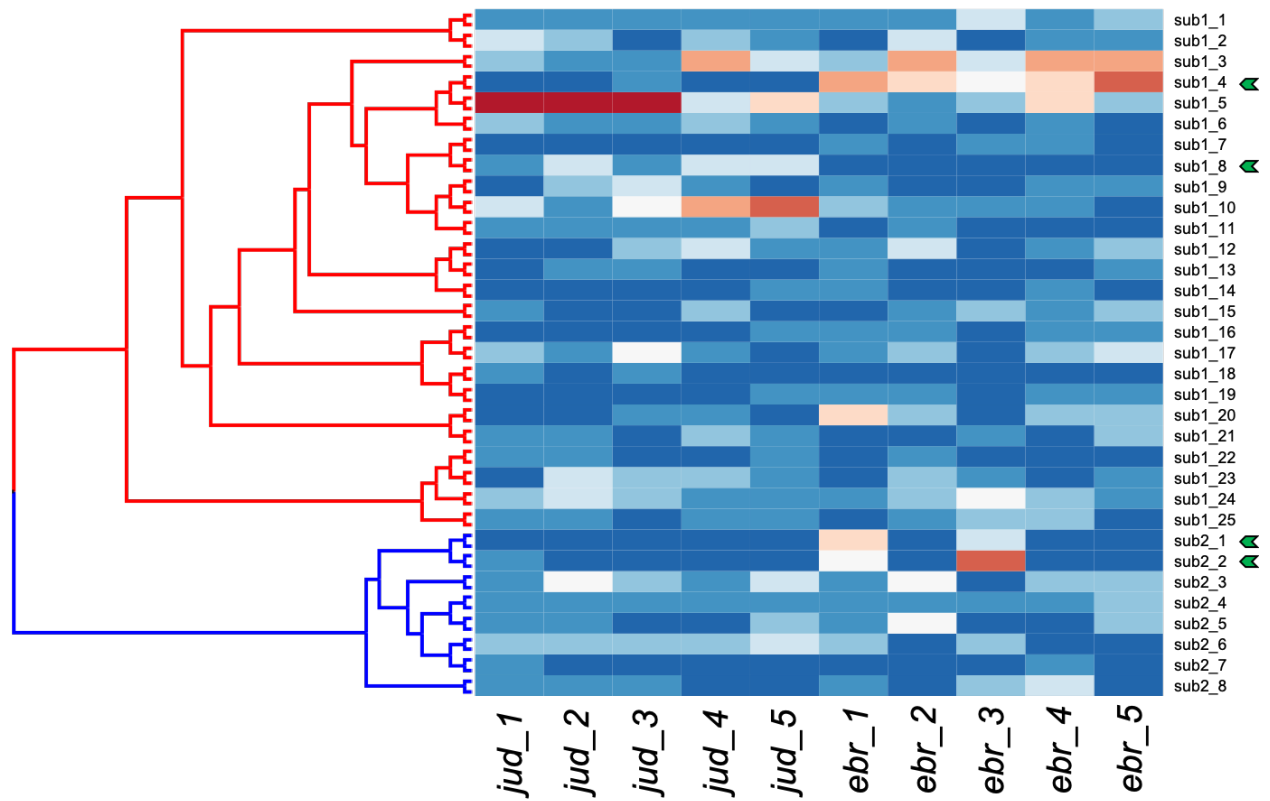 sub1_1
sub1_2
sub1_3
sub1_4
sub1_5
sub1_6
sub1_7
sub1_8
sub1_9
sub1_10
sub1_11
sub1_12
sub1_13
sub1_14
sub1_15
sub1_16
sub1_17
sub1_18
sub1_19
sub1_20
sub1_21
sub1_22
sub1_23
sub1_24
sub1_25
sub2_1
sub2_2
sub2_3
sub2_4
sub2_5
sub2_6
sub2_7
sub2_8
jud_1 jud_2 jud_3 jud_4 jud_5 ebr_1 ebr_2 ebr_3 ebr_4 ebr_5